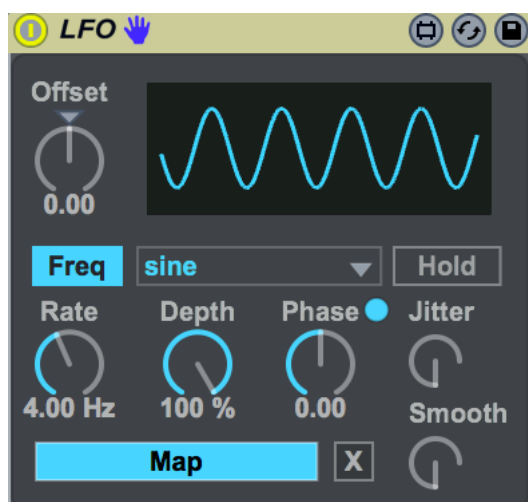 LFO
Offset
0.00
Freq sine Hold
Rate Depth Phase Jitter
4.00 Hz 100 % 0.00
Smooth
Map X